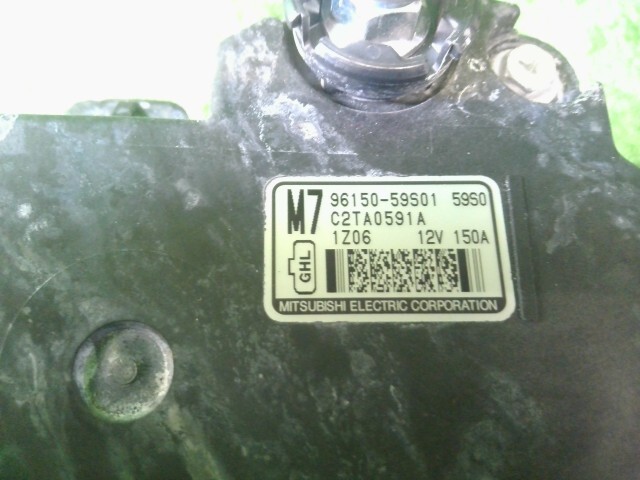 M7 96150-59S01 59S0
C2TA0591A
1Z06 12V 150A
GHL
MITSUBISHI ELECTRIC CORPORATION